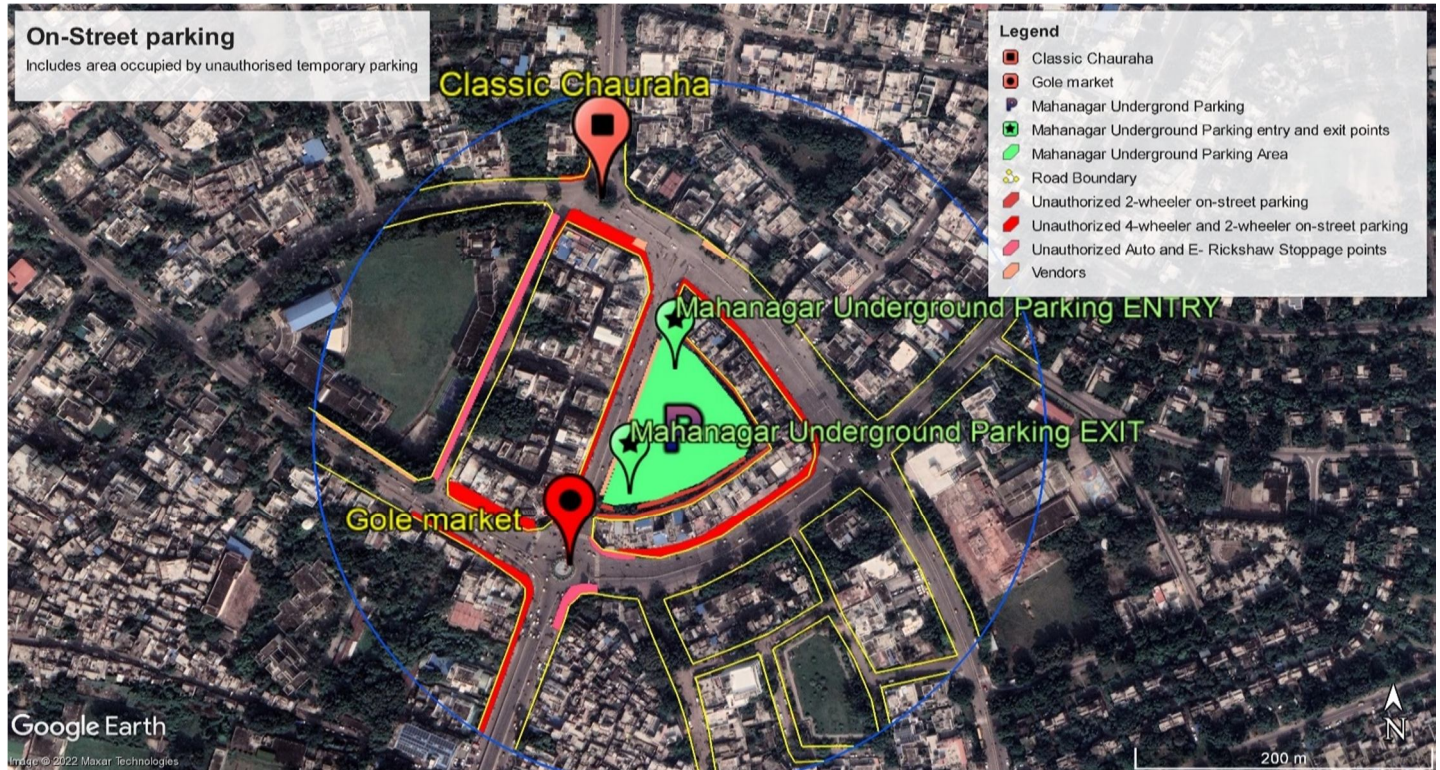 On-Street parking
Includes area occupied by unauthorised temporary parking
Legend
Classic Chauraha
Gole market
P Mahanagar Undergrond Parking
Mahanagar Underground Parking entry and exit points
Mahanagar Underground Parking Area
Road Boundary
Unauthorized 2-wheeler on-street parking
Unauthorized 4-wheeler and 2-wheeler on-street parking
Unauthorized Auto and E- Rickshaw Stoppage points
Vendors
Classic Chauraha
Mahanagar Underground Parking ENTRY
P
Mahanagar Underground Parking EXIT
Gole market
Google Earth
Image © 2022 Maxar Technologies
N
200 m